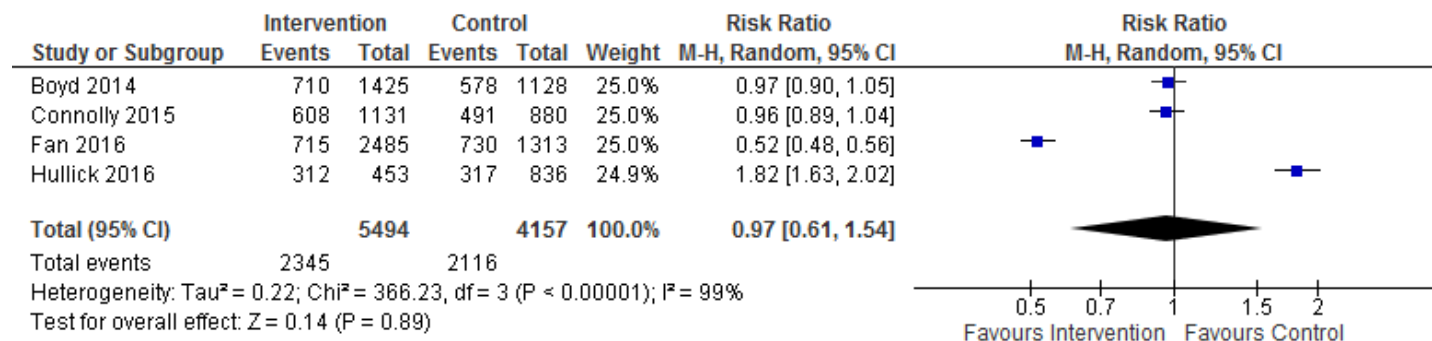 Intervention Control Risk Ratio Risk Ratio
Study or Subgroup Events Total Events Total Weight M-H, Random, 95% CI M-H, Random, 95% CI
Boyd 2014 710 1425 578 1128 25.0% 0.97 [0.90, 1.05]
Connolly 2015 608 1131 491 880 25.0% 0.96 [0.89, 1.04]
Fan 2016 715 2485 730 1313 25.0% 0.52 [0.48, 0.56]
Hullick 2016 312 453 317 836 24.9% 1.82 [1.63, 2.02]
Total (95% CI) 5494 4157 100.0% 0.97 [0.61, 1.54]
Total events 2345 2116
Heterogeneity: Tau² = 0.22; Chi² = 366.23, df = 3 (P < 0.00001); I² = 99%
Test for overall effect: Z = 0.14 (P = 0.89)
0.5 0.7 1 1.5 2
Favours Intervention Favours Control